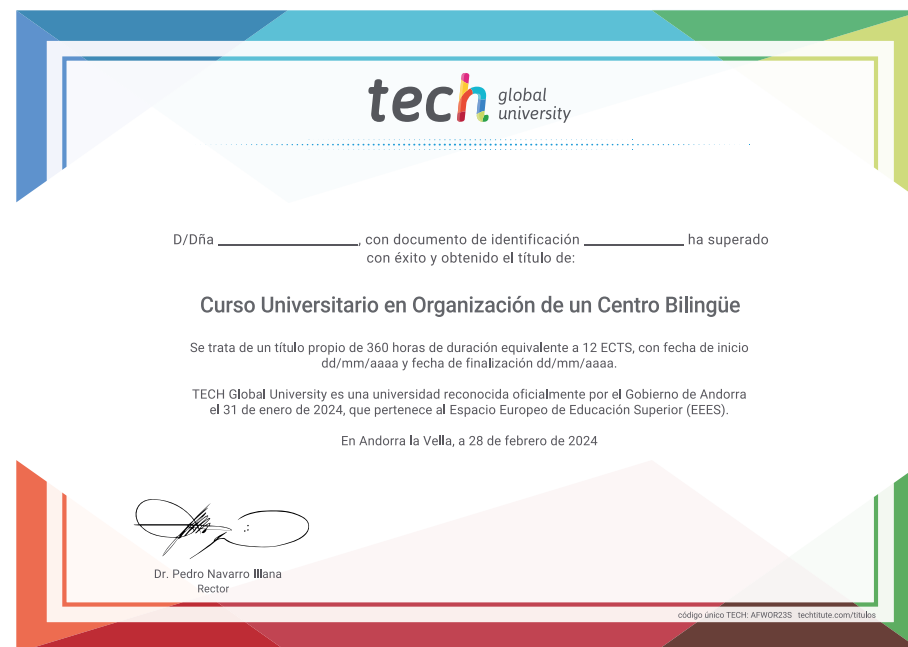 tech global university
D/Dña ____________________, con documento de identificación ______________ ha superado
con éxito y obtenido el título de:
Curso Universitario en Organización de un Centro Bilingüe
Se trata de un título propio de 360 horas de duración equivalente a 12 ECTS, con fecha de inicio
dd/mm/aaaa y fecha de finalización dd/mm/aaaa.
TECH Global University es una universidad reconocida oficialmente por el Gobierno de Andorra
el 31 de enero de 2024, que pertenece al Espacio Europeo de Educación Superior (EEES).
En Andorra la Vella, a 28 de febrero de 2024
Dr. Pedro Navarro Illana
Rector
código único TECH: AFWOR23S techtitute.com/titulos